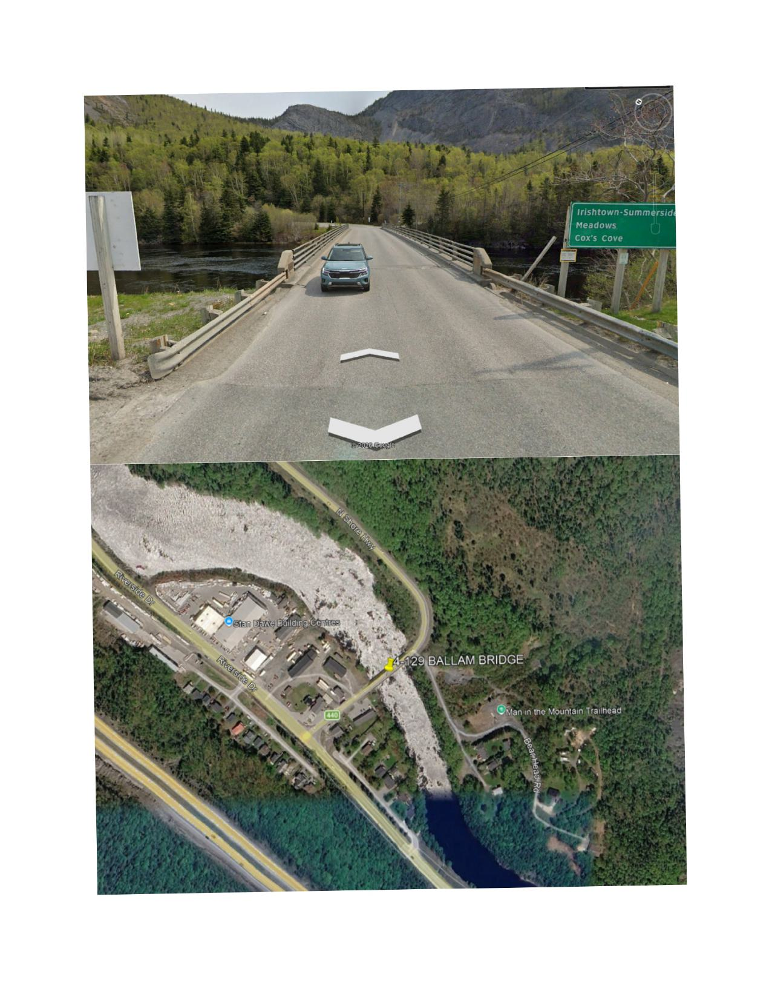 Irishtown-Summerside
Meadows
Cox's Cove
© 2026 Google
N Shore Hwy
Riverside Dr
Stan Dawe Building Centres
Riverside Dr
4-129 BALLAM BRIDGE
440
Man in the Mountain Trailhead
Bear Head Rd